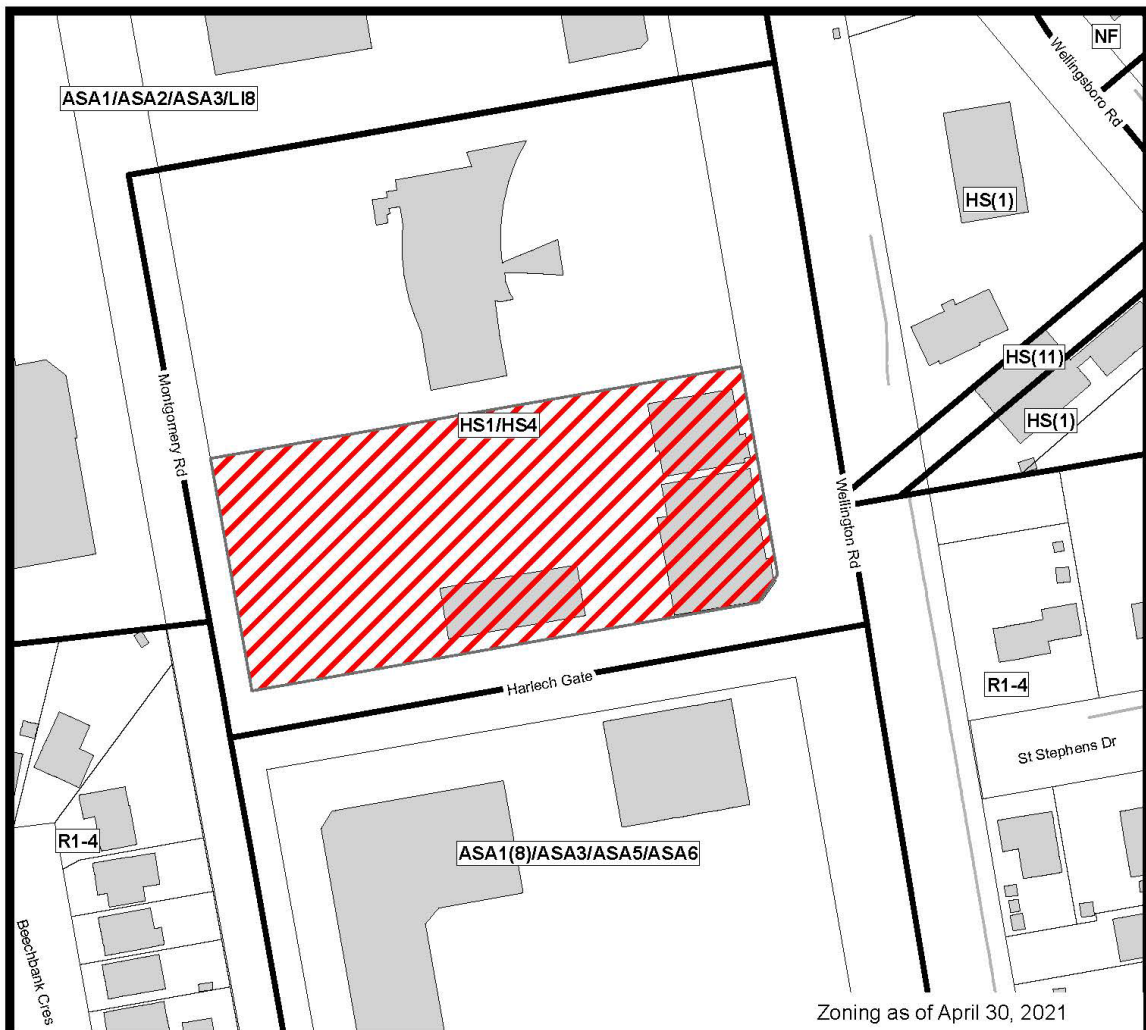 NF
Wellingsboro Rd
ASA1/ASA2/ASA3/LI8
HS(1)
HS(11)
Montgomery Rd
HS1/HS4
HS(1)
Wellington Rd
Harlech Gate
R1-4
St Stephens Dr
R1-4
ASA1(8)/ASA3/ASA5/ASA6
Beechbank Cres
Zoning as of April 30, 2021